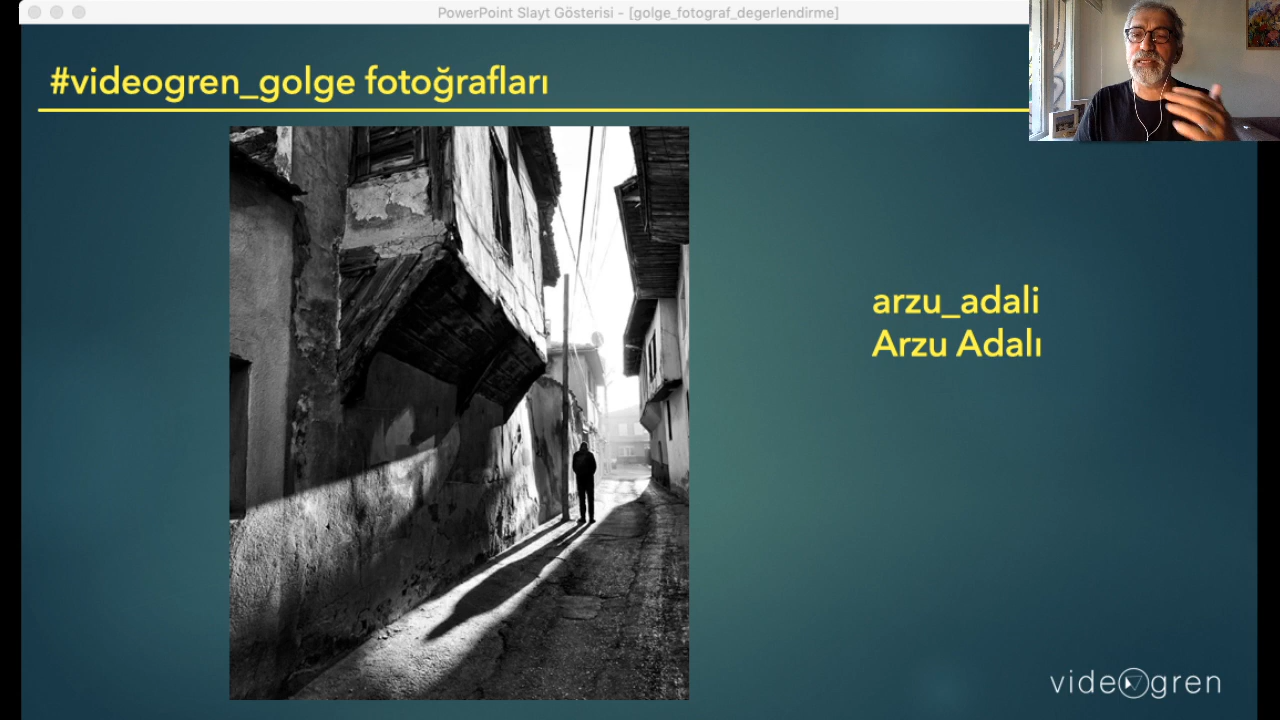 PowerPoint Slayt Gösterisi - [golge_fotograf_degerlendirme]
#videogren_golge fotoğrafları
arzu_adali
Arzu Adalı
videogren